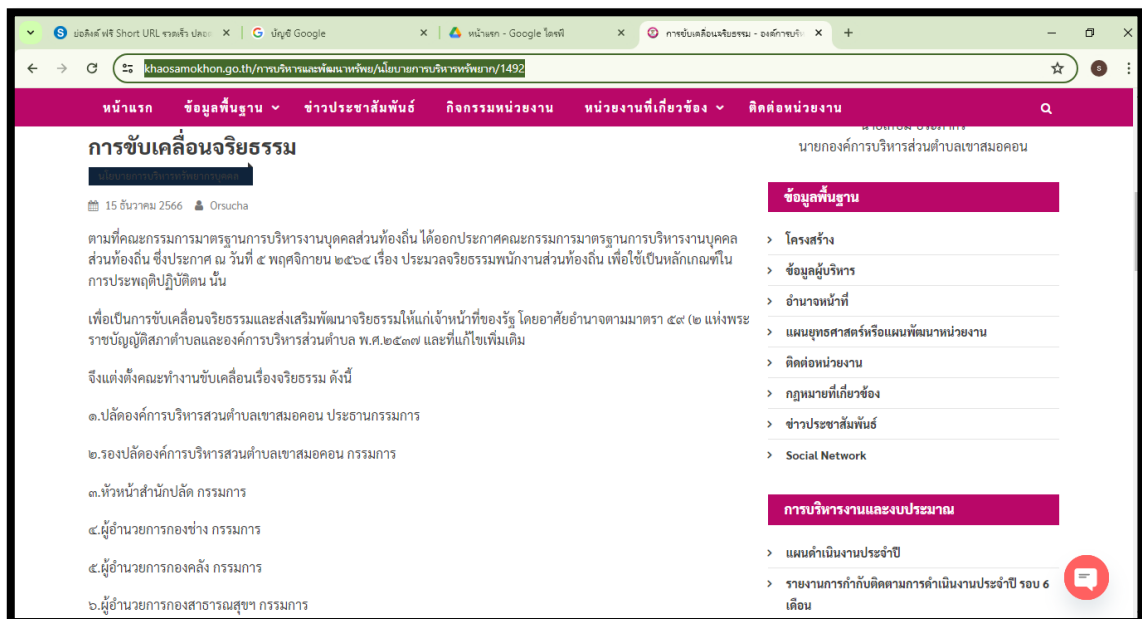 ย่อลิงค์ ฟรี Short URL รวดเร็ว ปลอ
บัญชี Google
หน้าแรก - Google ไดรฟ์
การขับเคลื่อนจริยธรรม - องค์การบริ
khaosamokhon.go.th/การบริหารและพัฒนาทรัพย/นโยบายการบริหารทรัพยาก/1492
หน้าแรก ข้อมูลพื้นฐาน ข่าวประชาสัมพันธ์ กิจกรรมหน่วยงาน หน่วยงานที่เกี่ยวข้อง ติดต่อหน่วยงาน
การขับเคลื่อนจริยธรรม
นโยบายการบริหารทรัพยากรบุคคล
15 ธันวาคม 2566 Orsucha
ตามที่คณะกรรมการมาตรฐานการบริหารงานบุคคลส่วนท้องถิ่น ได้ออกประกาศคณะกรรมการมาตรฐานการบริหารงานบุคคล
ส่วนท้องถิ่น ซึ่งประกาศ ณ วันที่ ๕ พฤศจิกายน ๒๕๖๔ เรื่อง ประมวลจริยธรรมพนักงานส่วนท้องถิ่น เพื่อใช้เป็นหลักเกณฑ์ใน
การประพฤติปฏิบัติตน นั้น
เพื่อเป็นการขับเคลื่อนจริยธรรมและส่งเสริมพัฒนาจริยธรรมให้แก่เจ้าหน้าที่ของรัฐ โดยอาศัยอำนาจตามมาตรา ๕๙ (๒ แห่งพระ
ราชบัญญัติสภาตำบลและองค์การบริหารส่วนตำบล พ.ศ.๒๕๓๗ และที่แก้ไขเพิ่มเติม
จึงแต่งตั้งคณะทำงานขับเคลื่อนเรื่องจริยธรรม ดังนี้
๑.ปลัดองค์การบริหารสวนตำบลเขาสมอคอน ประธานกรรมการ
๒.รองปลัดองค์การบริหารสวนตำบลเขาสมอคอน กรรมการ
๓.หัวหน้าสำนักปลัด กรรมการ
๔.ผู้อำนวยการกองช่าง กรรมการ
๕.ผู้อำนวยการกองคลัง กรรมการ
๖.ผู้อำนวยการกองสาธารณสุขฯ กรรมการ
นายกองค์การบริหารส่วนตำบลเขาสมอคอน
ข้อมูลพื้นฐาน
โครงสร้าง
ข้อมูลผู้บริหาร
อำนาจหน้าที่
แผนยุทธศาสตร์หรือแผนพัฒนาหน่วยงาน
ติดต่อหน่วยงาน
กฎหมายที่เกี่ยวข้อง
ข่าวประชาสัมพันธ์
Social Network
การบริหารงานและงบประมาณ
แผนดำเนินงานประจำปี
รายงานการกำกับติดตามการดำเนินงานประจำปี รอบ 6
เดือน